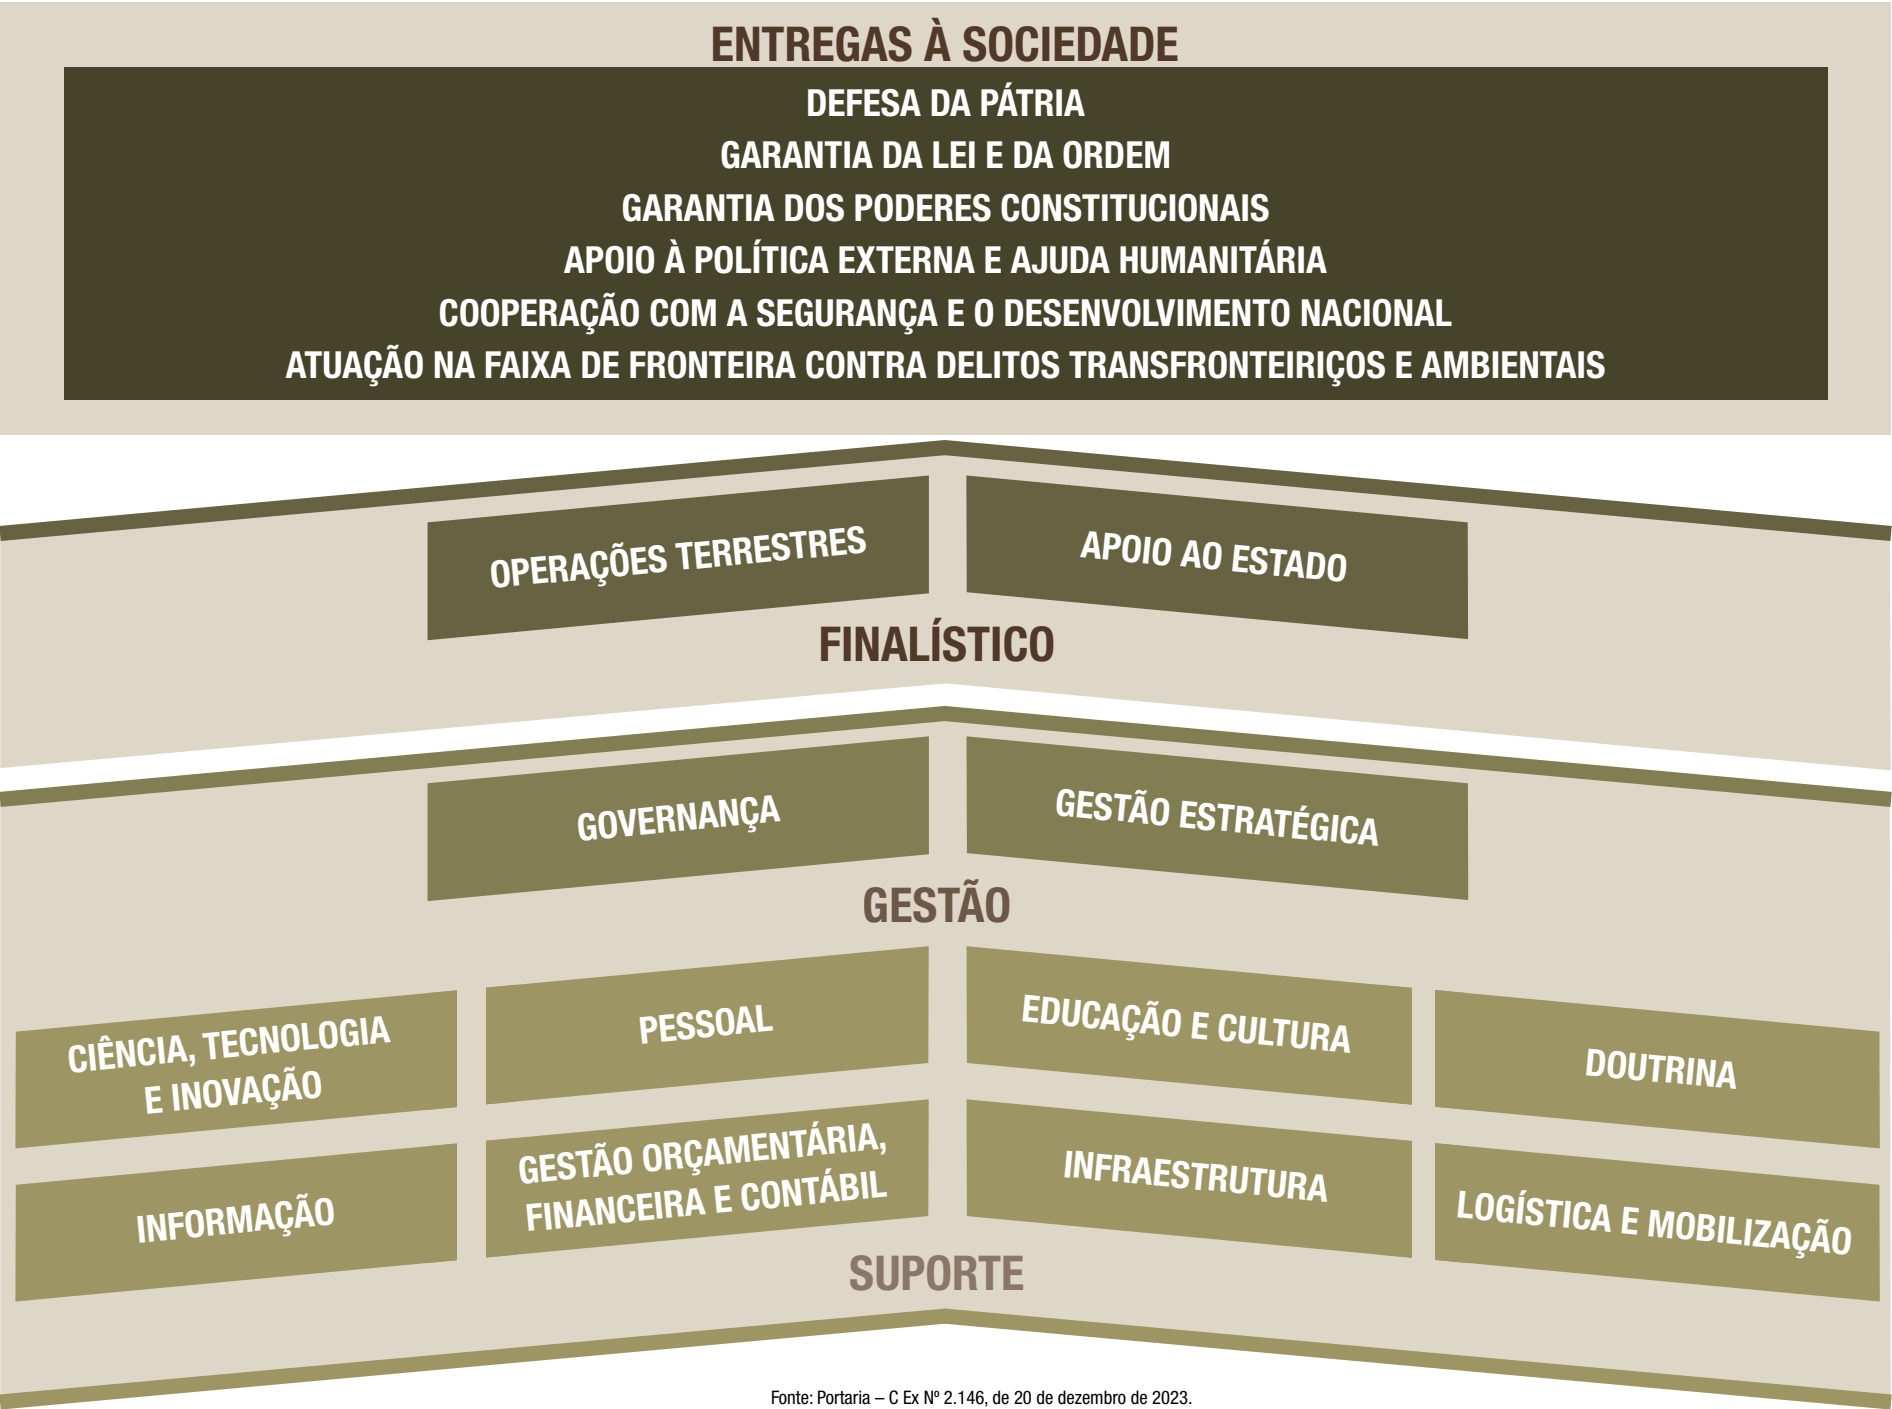 ENTREGAS À SOCIEDADE
DEFESA DA PÁTRIA
GARANTIA DA LEI E DA ORDEM
GARANTIA DOS PODERES CONSTITUCIONAIS
APOIO À POLÍTICA EXTERNA E AJUDA HUMANITÁRIA
COOPERAÇÃO COM A SEGURANÇA E O DESENVOLVIMENTO NACIONAL
ATUAÇÃO NA FAIXA DE FRONTEIRA CONTRA DELITOS TRANSFRONTEIRIÇOS E AMBIENTAIS
OPERAÇÕES TERRESTRES
APOIO AO ESTADO
FINALÍSTICO
GOVERNANÇA
GESTÃO ESTRATÉGICA
GESTÃO
CIÊNCIA, TECNOLOGIA
E INOVAÇÃO
PESSOAL
EDUCAÇÃO E CULTURA
DOUTRINA
INFORMAÇÃO
GESTÃO ORÇAMENTÁRIA,
FINANCEIRA E CONTÁBIL
INFRAESTRUTURA
LOGÍSTICA E MOBILIZAÇÃO
SUPORTE
Fonte: Portaria – C Ex Nº 2.146, de 20 de dezembro de 2023.